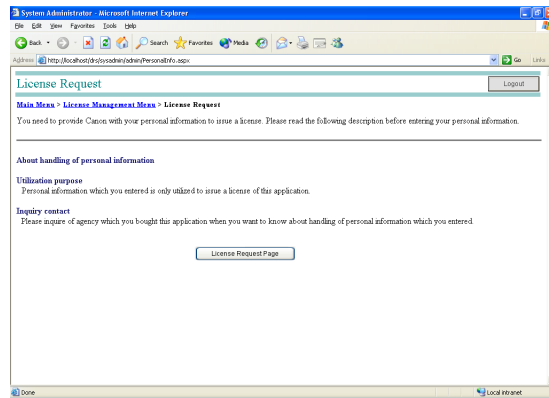 System Administrator - Microsoft Internet Explorer
File Edit View Favorites Tools Help
Back Search Favorites Media
Address http://localhost/drs/sysadmin/admin/PersonalInfo.aspx Go Links
License Request Logout
Main Menu > License Management Menu > License Request
You need to provide Canon with your personal information to issue a license. Please read the following description before entering your personal information.
About handling of personal information
Utilization purpose
Personal information which you entered is only utilized to issue a license of this application.
Inquiry contact
Please inquire of agency which you bought this application when you want to know about handling of personal information which you entered.
License Request Page
Done Local intranet